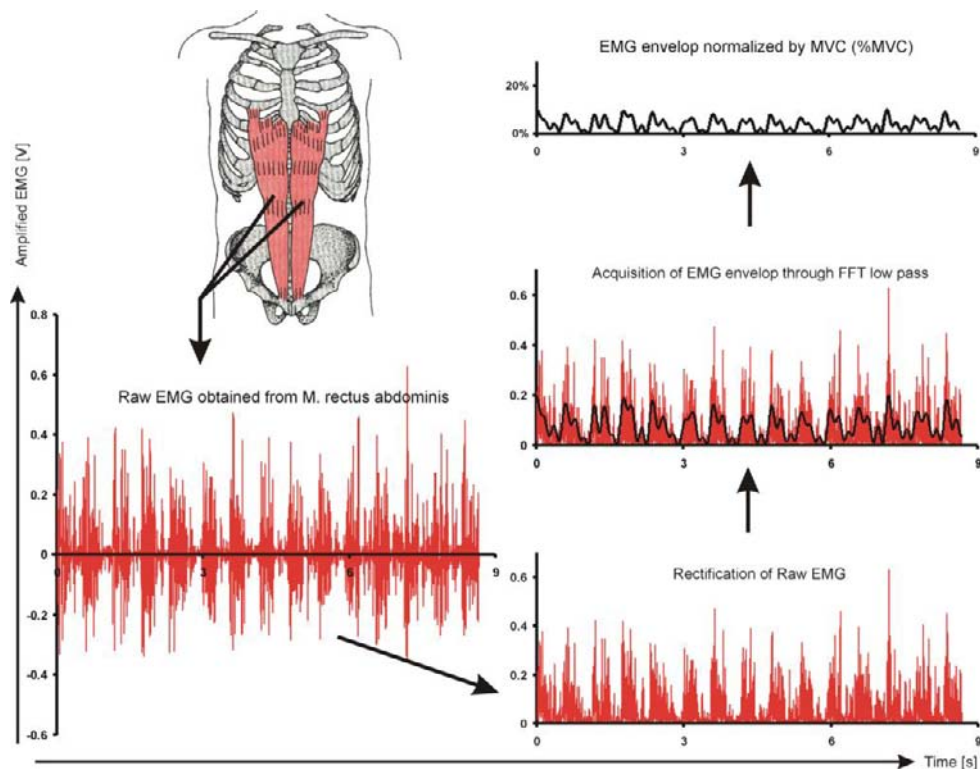 EMG envelop normalized by MVC (%MVC)
20%
0%
0 3 6 9
Amplified EMG [V]
Acquisition of EMG envelop through FFT low pass
0.6
0.4
0.2
0
0 3 6 9
0.8
0.6
Raw EMG obtained from M. rectus abdominis
0.4
0.2
0
0 3 6 9
-0.2
-0.4
-0.6
Rectification of Raw EMG
0.6
0.4
0.2
0
0 3 6 9
Time [s]